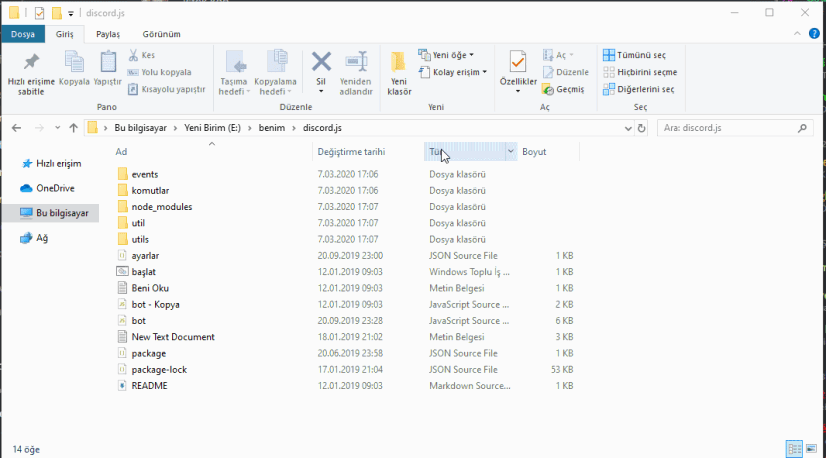 discord.js
Dosya Giriş Paylaş Görünüm
Hızlı erişime sabitle
Kopyala
Yapıştır
Kes
Yolu kopyala
Kısayolu yapıştır
Pano
Taşıma hedefi
Kopyalama hedefi
Sil
Yeniden adlandır
Düzenle
Yeni klasör
Yeni öğe
Kolay erişim
Yeni
Özellikler
Aç
Düzenle
Geçmiş
Aç
Tümünü seç
Hiçbirini seçme
Diğerlerini seç
Seç
Bu bilgisayar > Yeni Birim (E:) > benim > discord.js
Ara: discord.js
Hızlı erişim
OneDrive
Bu bilgisayar
Ağ
Ad Değiştirme tarihi Boyut
events 7.03.2020 17:06 Dosya klasörü
komutlar 7.03.2020 17:06 Dosya klasörü
node_modules 7.03.2020 17:07 Dosya klasörü
util 7.03.2020 17:07 Dosya klasörü
utils 7.03.2020 17:07 Dosya klasörü
ayarlar 20.09.2019 23:00 JSON Source File 1 KB
başlat 12.01.2019 09:03 Windows Toplu İş ... 1 KB
Beni Oku 12.01.2019 09:03 Metin Belgesi 1 KB
bot - Kopya 12.01.2019 09:03 JavaScript Source ... 2 KB
bot 20.09.2019 23:28 JavaScript Source ... 6 KB
New Text Document 18.01.2019 21:02 Metin Belgesi 3 KB
package 20.06.2019 23:58 JSON Source File 1 KB
package-lock 17.01.2019 21:04 JSON Source File 53 KB
README 12.01.2019 09:03 Markdown Source... 1 KB
14 öğe